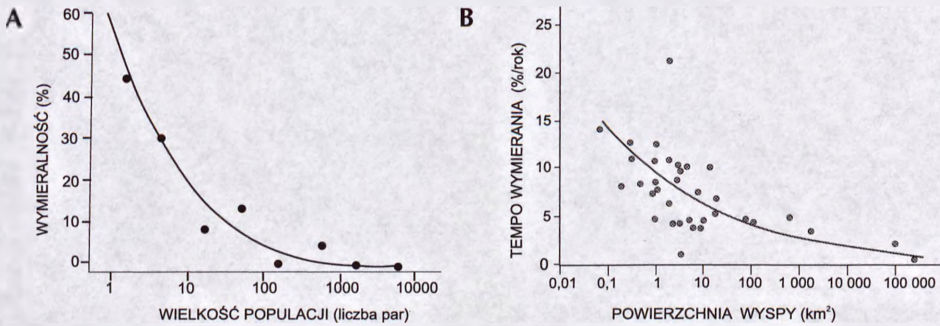 A
60
50
40
30
20
10
0
WYMIERALNOŚĆ (%)
1 10 100 1000 10000
WIELKOŚĆ POPULACJI (liczba par)
B
25
20
15
10
5
0
TEMPO WYMIERANIA (%/rok)
0,01 0,1 1 10 100 1 000 10 000 100 000
POWIERZCHNIA WYSPY (km²)